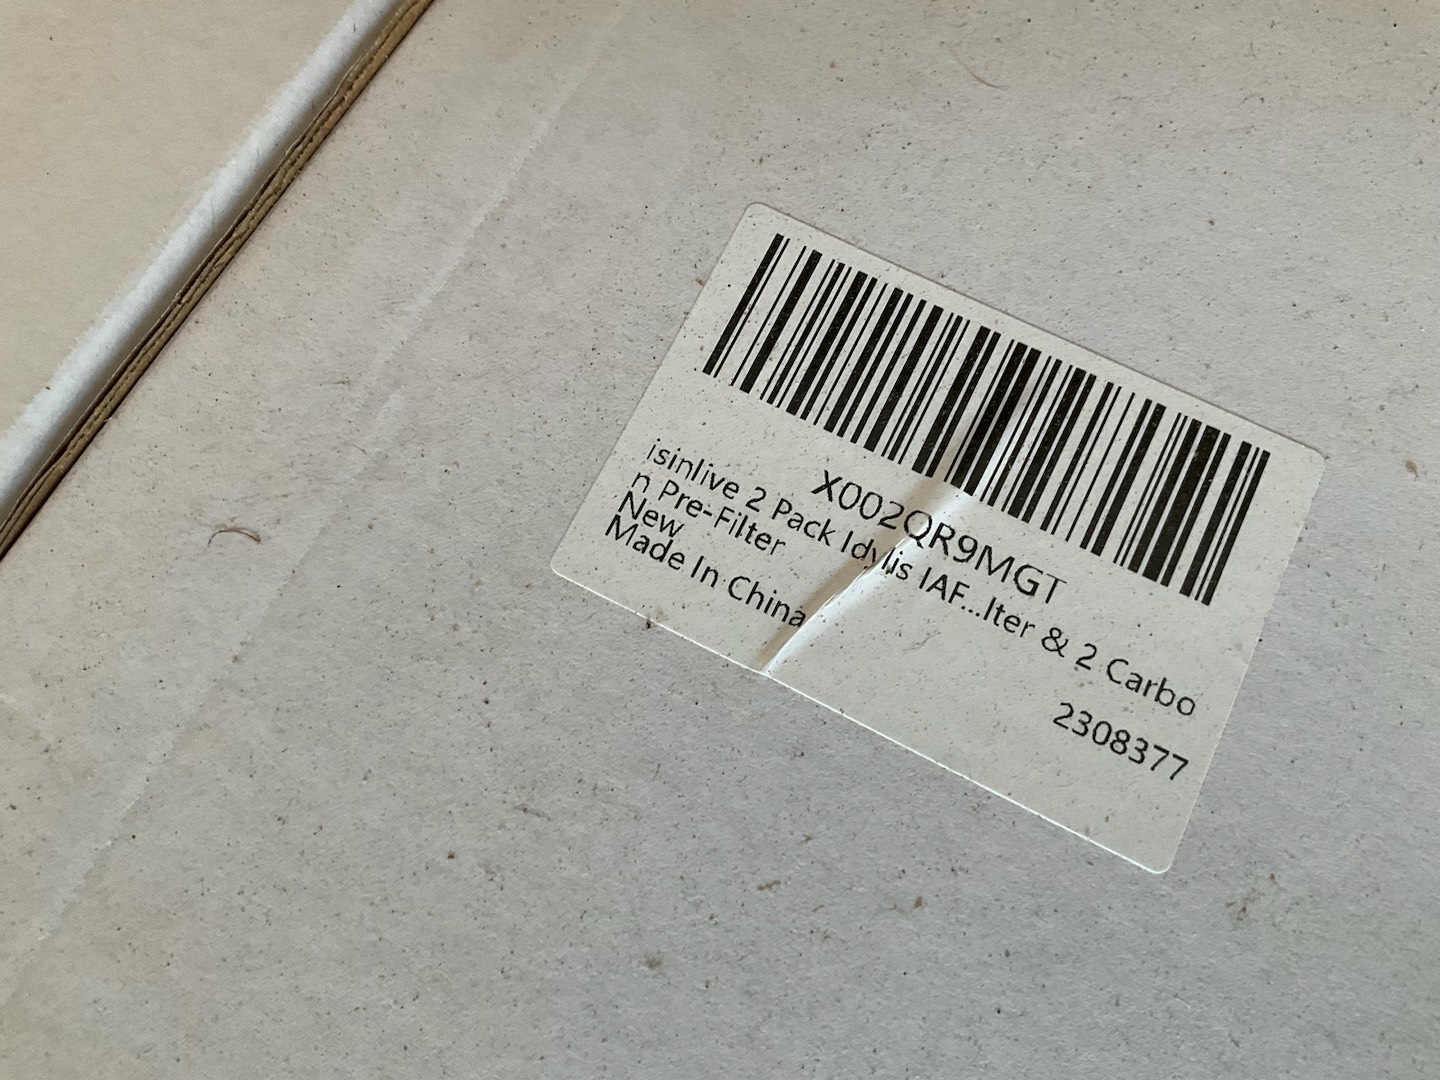 X002QR9MGT
isinlive 2 Pack Idylis IAF...lter & 2 Carbo
n Pre-Filter
New
Made In China
2308377